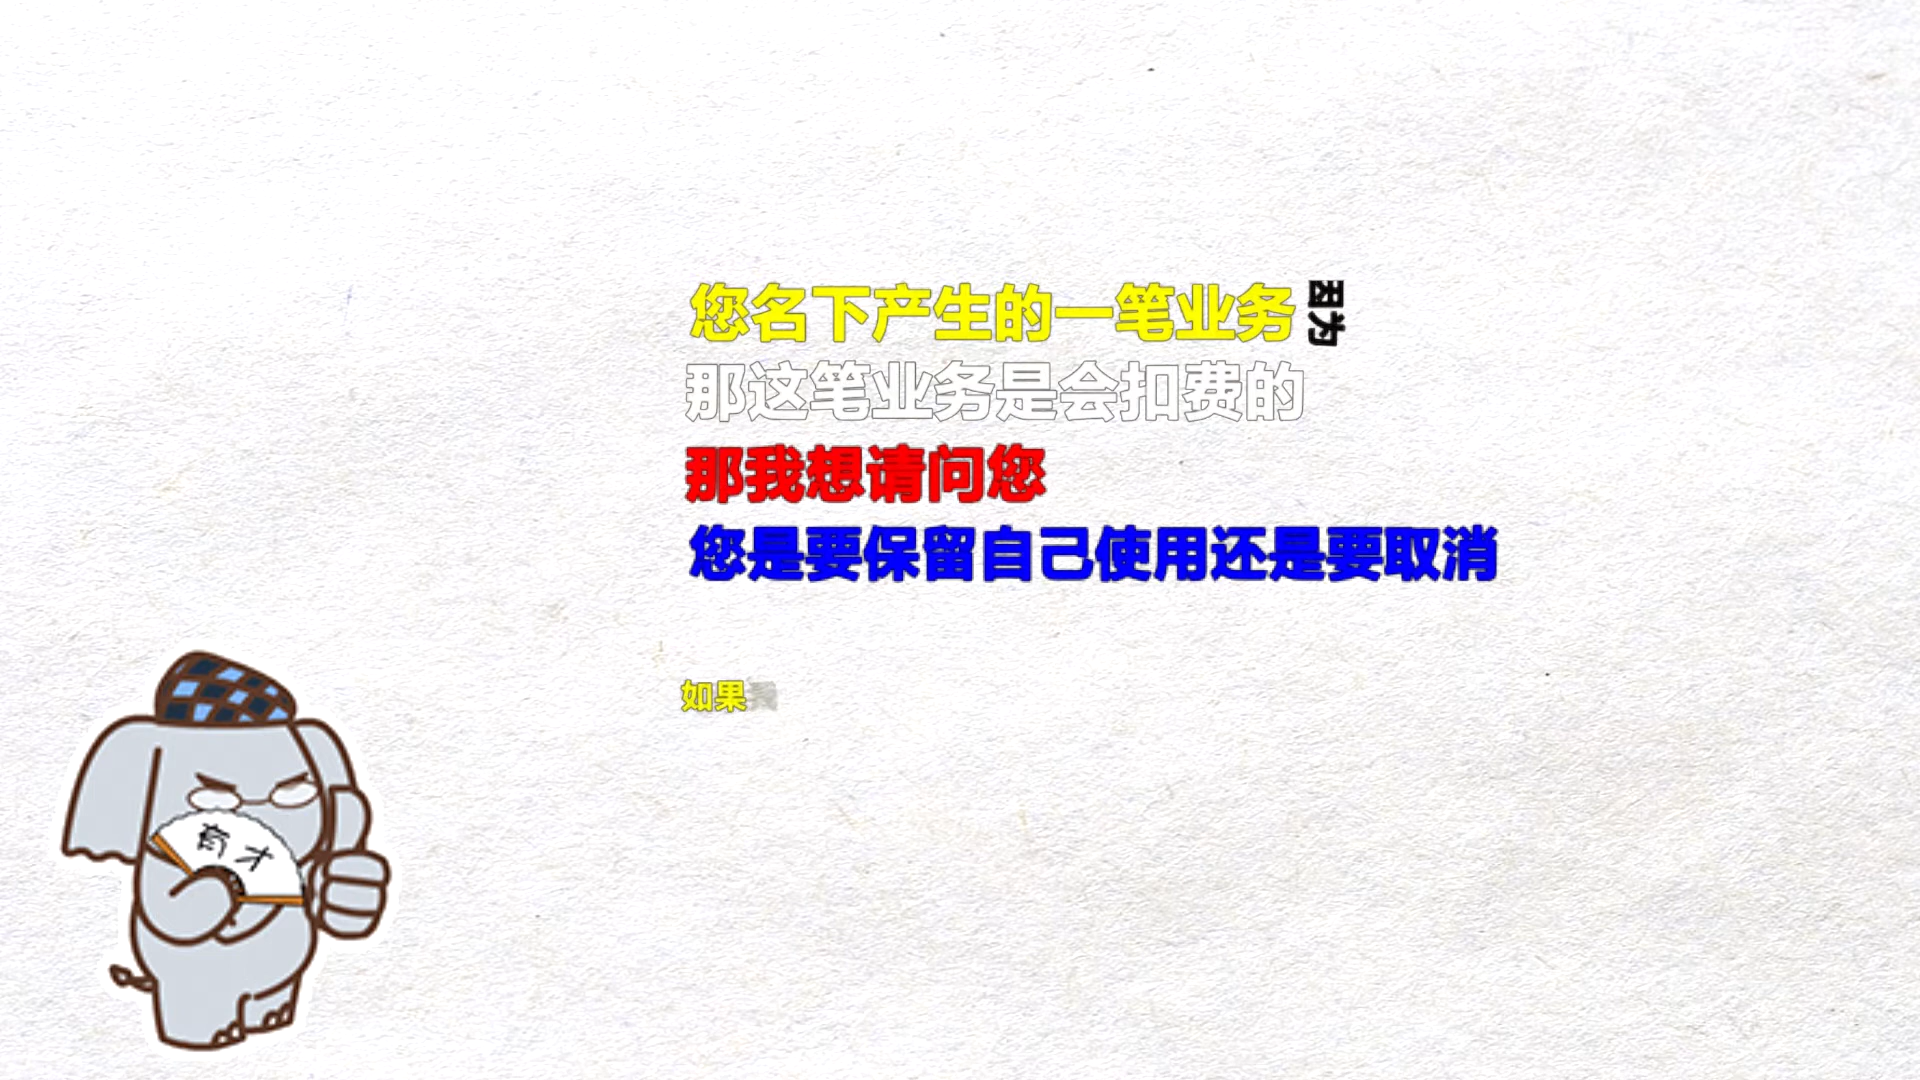 您名下产生的一笔业务
因为
那这笔业务是会扣费的
那我想请问您
您是要保留自己使用还是要取消
如果
育才